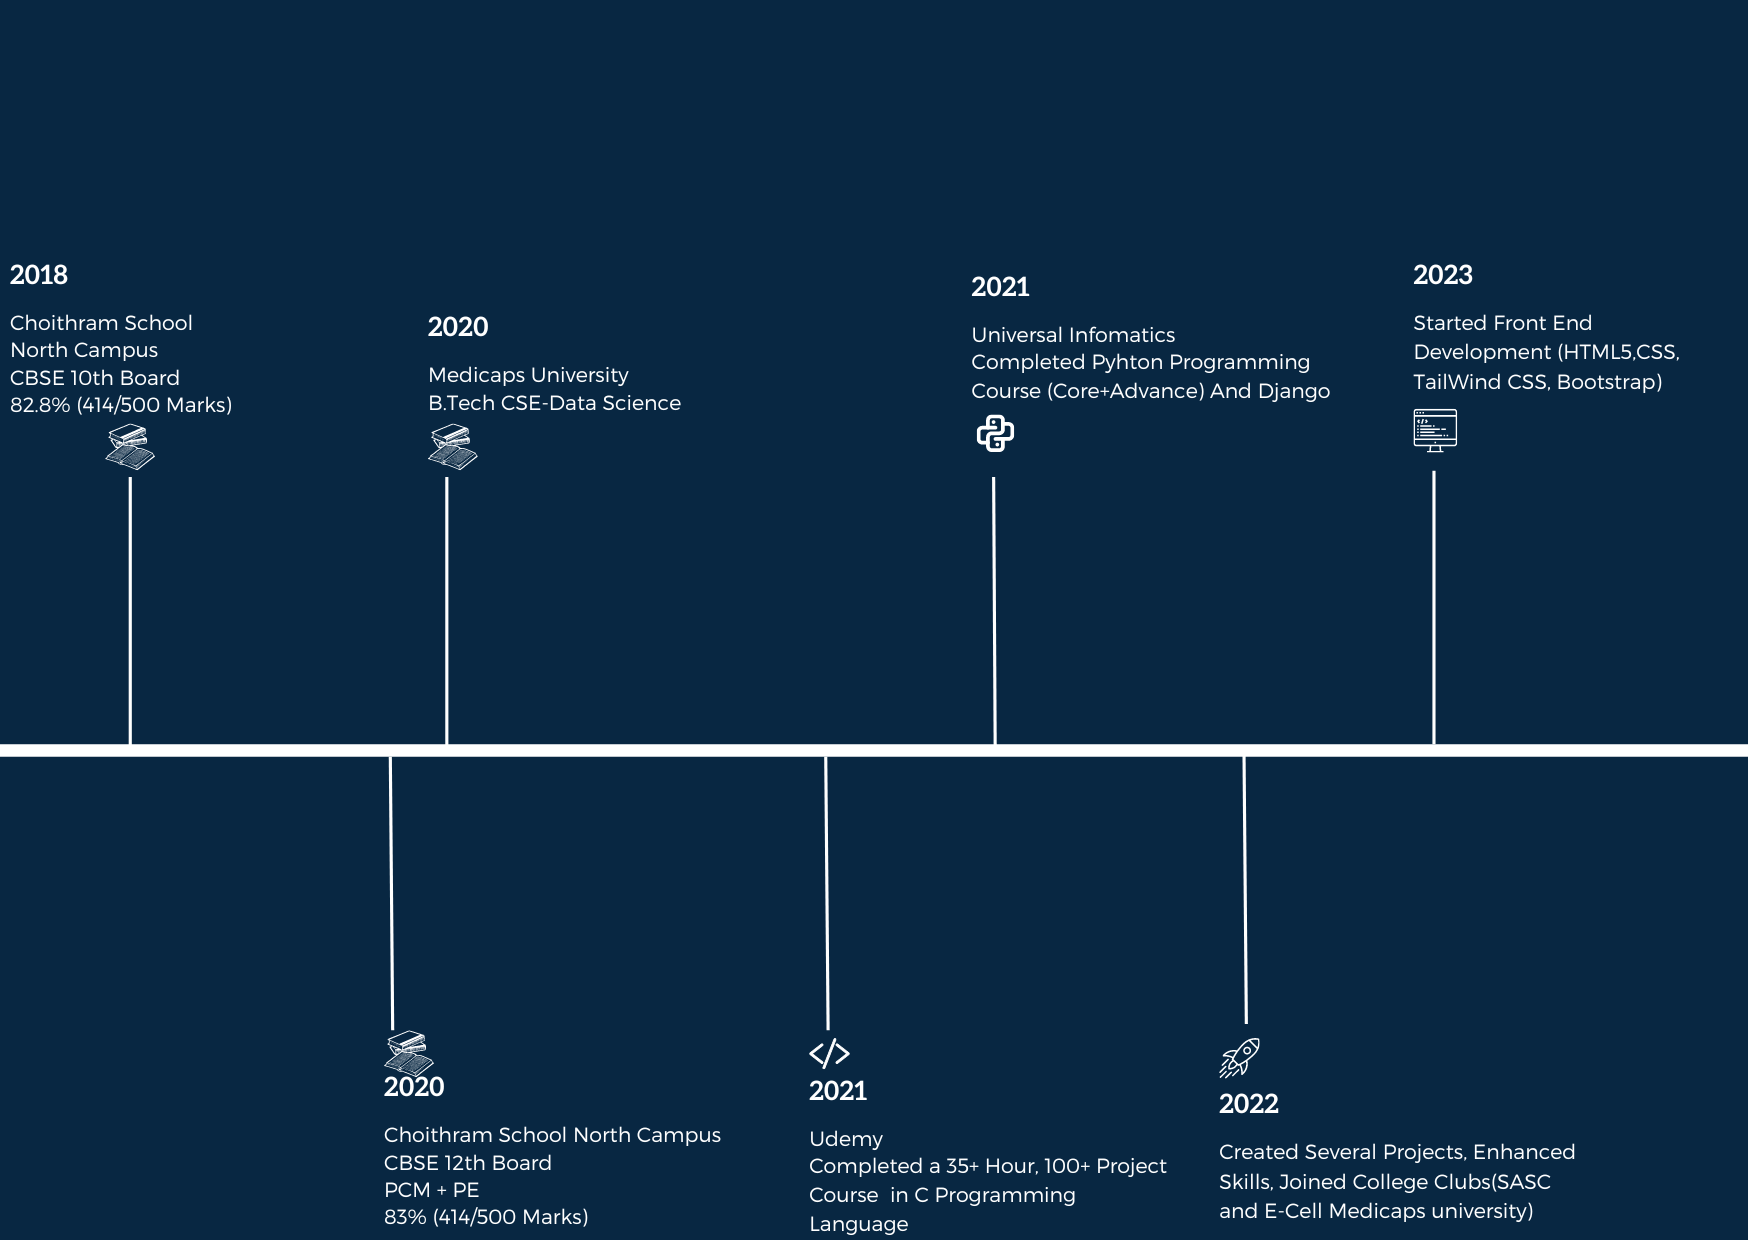 2018
Choithram School
North Campus
CBSE 10th Board
82.8% (414/500 Marks)
2020
Medicaps University
B.Tech CSE-Data Science
2021
Universal Infomatics
Completed Pyhton Programming
Course (Core+Advance) And Django
2023
Started Front End
Development (HTML5,CSS,
TailWind CSS, Bootstrap)
2020
Choithram School North Campus
CBSE 12th Board
PCM + PE
83% (414/500 Marks)
2021
Udemy
Completed a 35+ Hour, 100+ Project
Course  in C Programming
Language
2022
Created Several Projects, Enhanced
Skills, Joined College Clubs(SASC
and E-Cell Medicaps university)